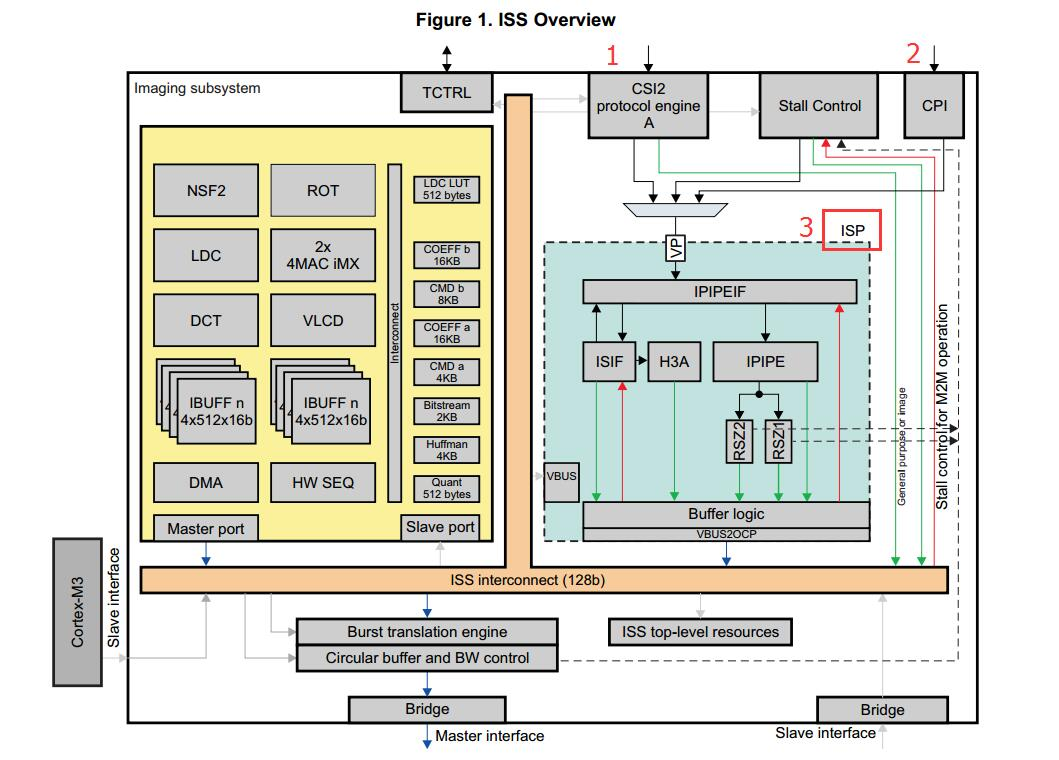 Figure 1. ISS Overview
1
2
Imaging subsystem
TCTRL
CSI2
protocol engine
A
Stall Control
CPI
NSF2
ROT
LDC LUT
512 bytes
3
ISP
VP
LDC
2x
4MAC iMX
COEFF b
16KB
CMD b
8KB
IPIPEIF
DCT
VLCD
Interconnect
COEFF a
16KB
CMD a
4KB
ISIF
H3A
IPIPE
IBUFF n
4x512x16b
IBUFF n
4x512x16b
Bitstream
2KB
Huffman
4KB
RSZ2
RSZ1
General purpose or image
Stall control for M2M operation
DMA
HW SEQ
Quant
512 bytes
VBUS
Master port
Slave port
Buffer logic
VBUS2OCP
Cortex-M3
Slave interface
ISS interconnect (128b)
Burst translation engine
Circular buffer and BW control
ISS top-level resources
Bridge
Bridge
Master interface
Slave interface